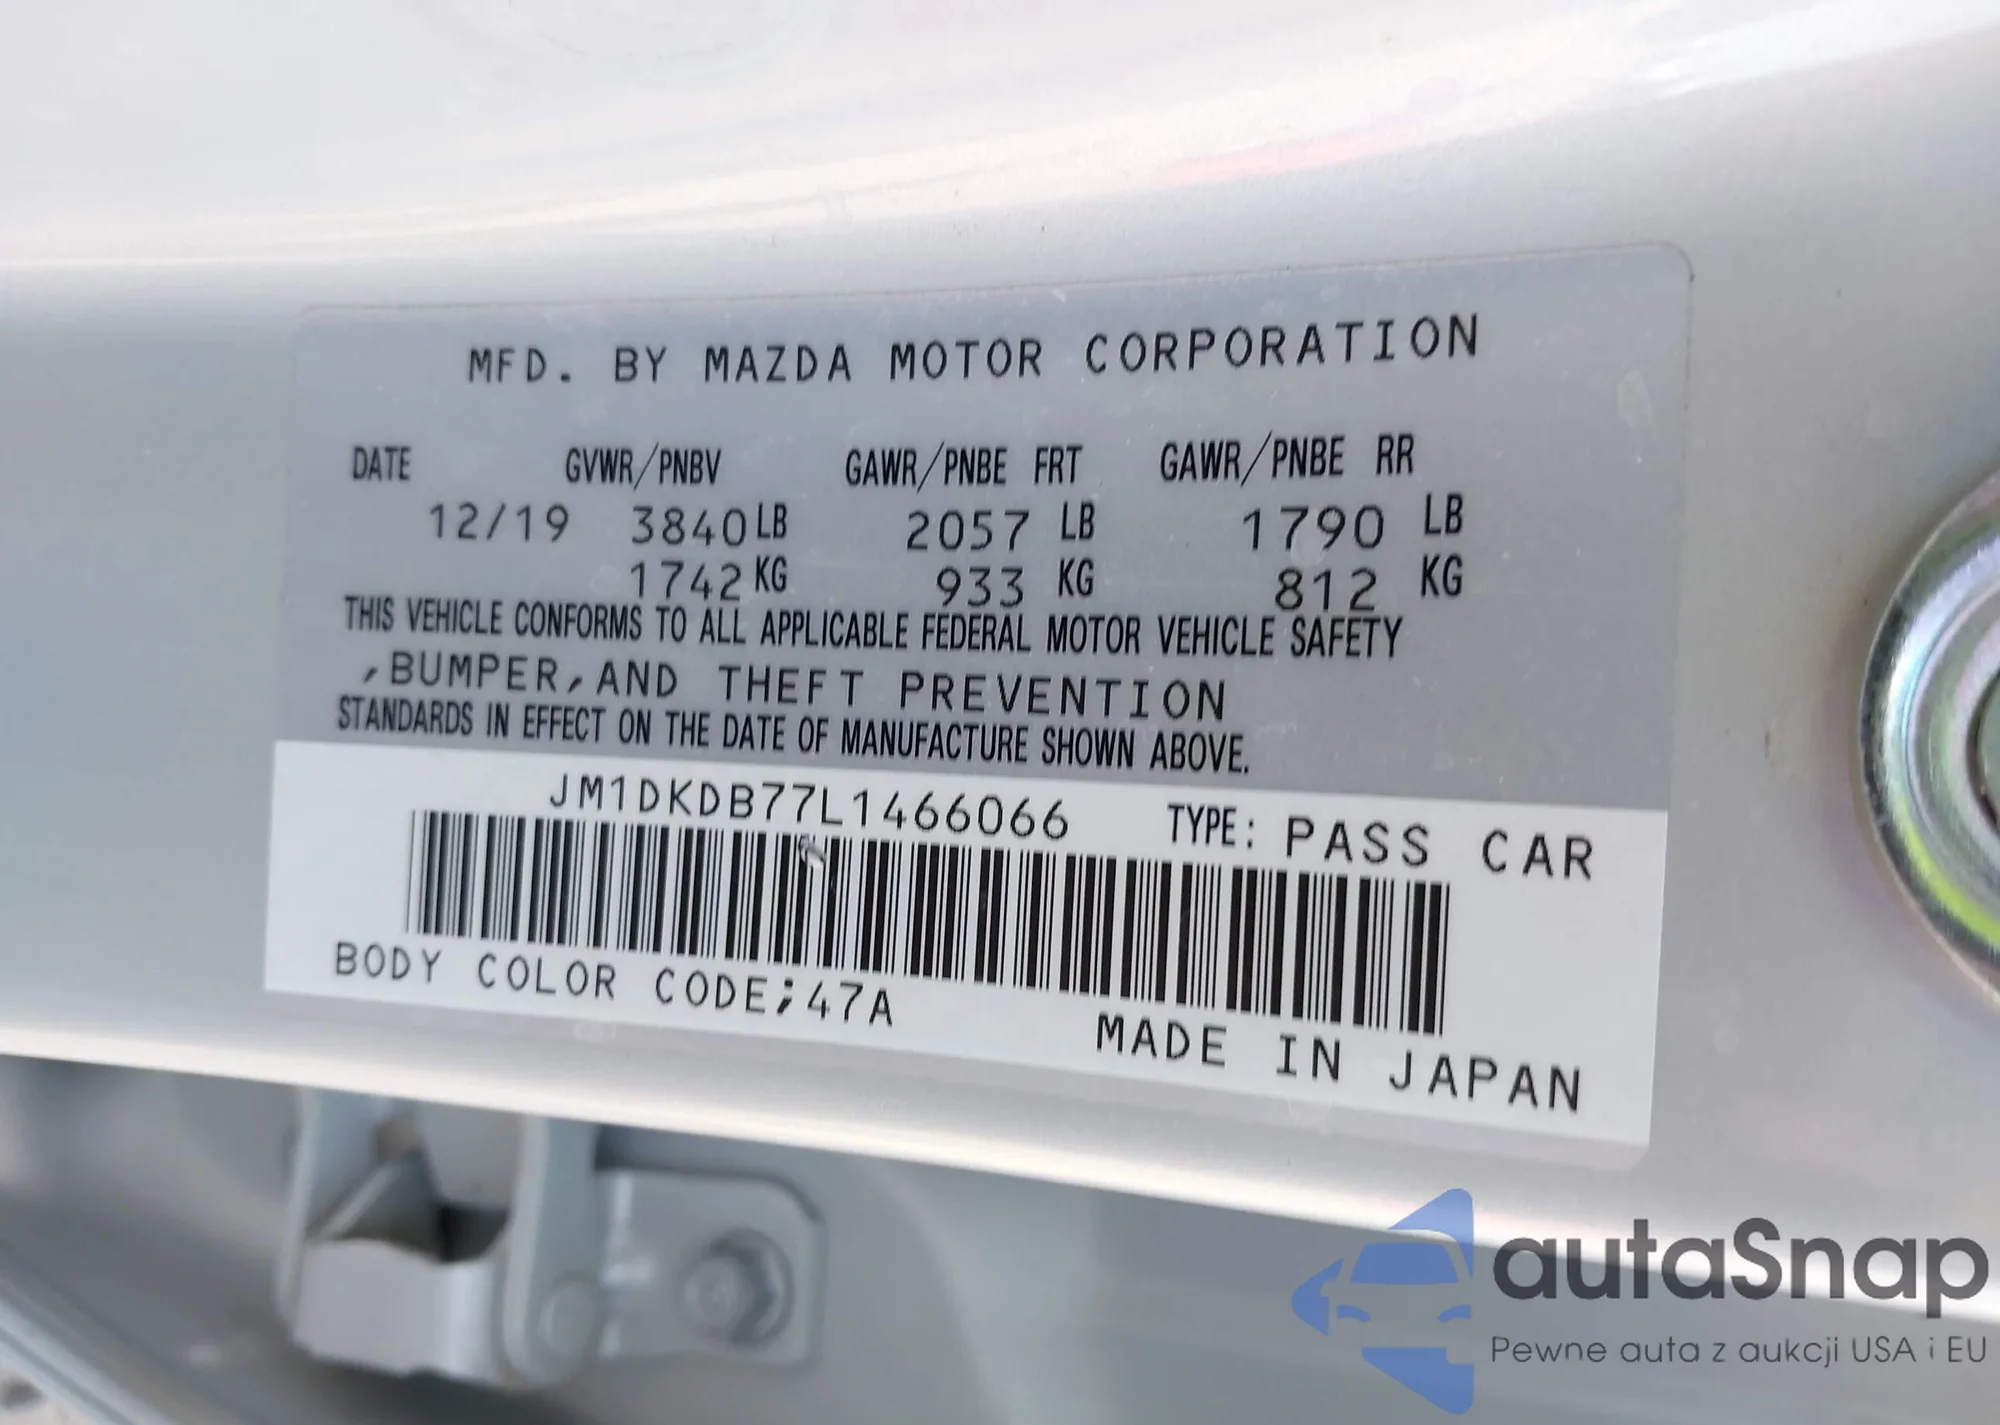 MFD. BY MAZDA MOTOR CORPORATION
DATE GVWR/PNBV GAWR/PNBE FRT GAWR/PNBE RR
12/19 3840LB 2057 LB 1790 LB
1742KG 933 KG 812 KG
THIS VEHICLE CONFORMS TO ALL APPLICABLE FEDERAL MOTOR VEHICLE SAFETY
,BUMPER,AND THEFT PREVENTION
STANDARDS IN EFFECT ON THE DATE OF MANUFACTURE SHOWN ABOVE.
JM1DKDB77L1466066 TYPE: PASS CAR
BODY COLOR CODE;47A
MADE IN JAPAN
autaSnap
Pewne auta z aukcji USA i EU